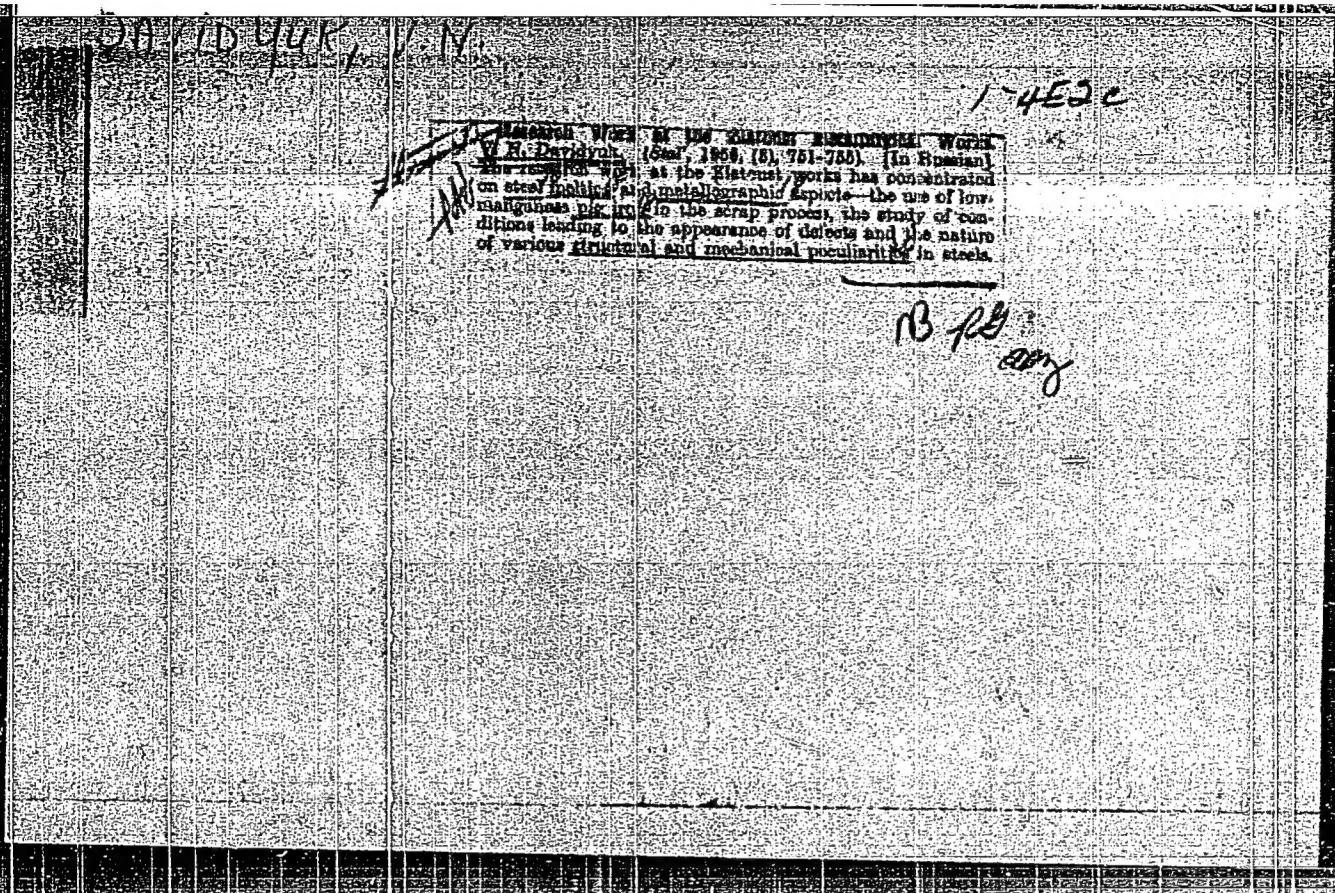 DAVIDYUK, V.N.
1-4E2c
Research Work at the Metallurgical Works.
V. N. Davidyuk. (Stal', 1956, (8), 751-755). [In Russian]
The research work at the Zlatoust works has concentrated
on steel melting and metallographic aspects—the use of low-
manganese pig iron in the scrap process, the study of con-
ditions leading to the appearance of defects and the nature
of various structural and mechanical peculiarities in steels.